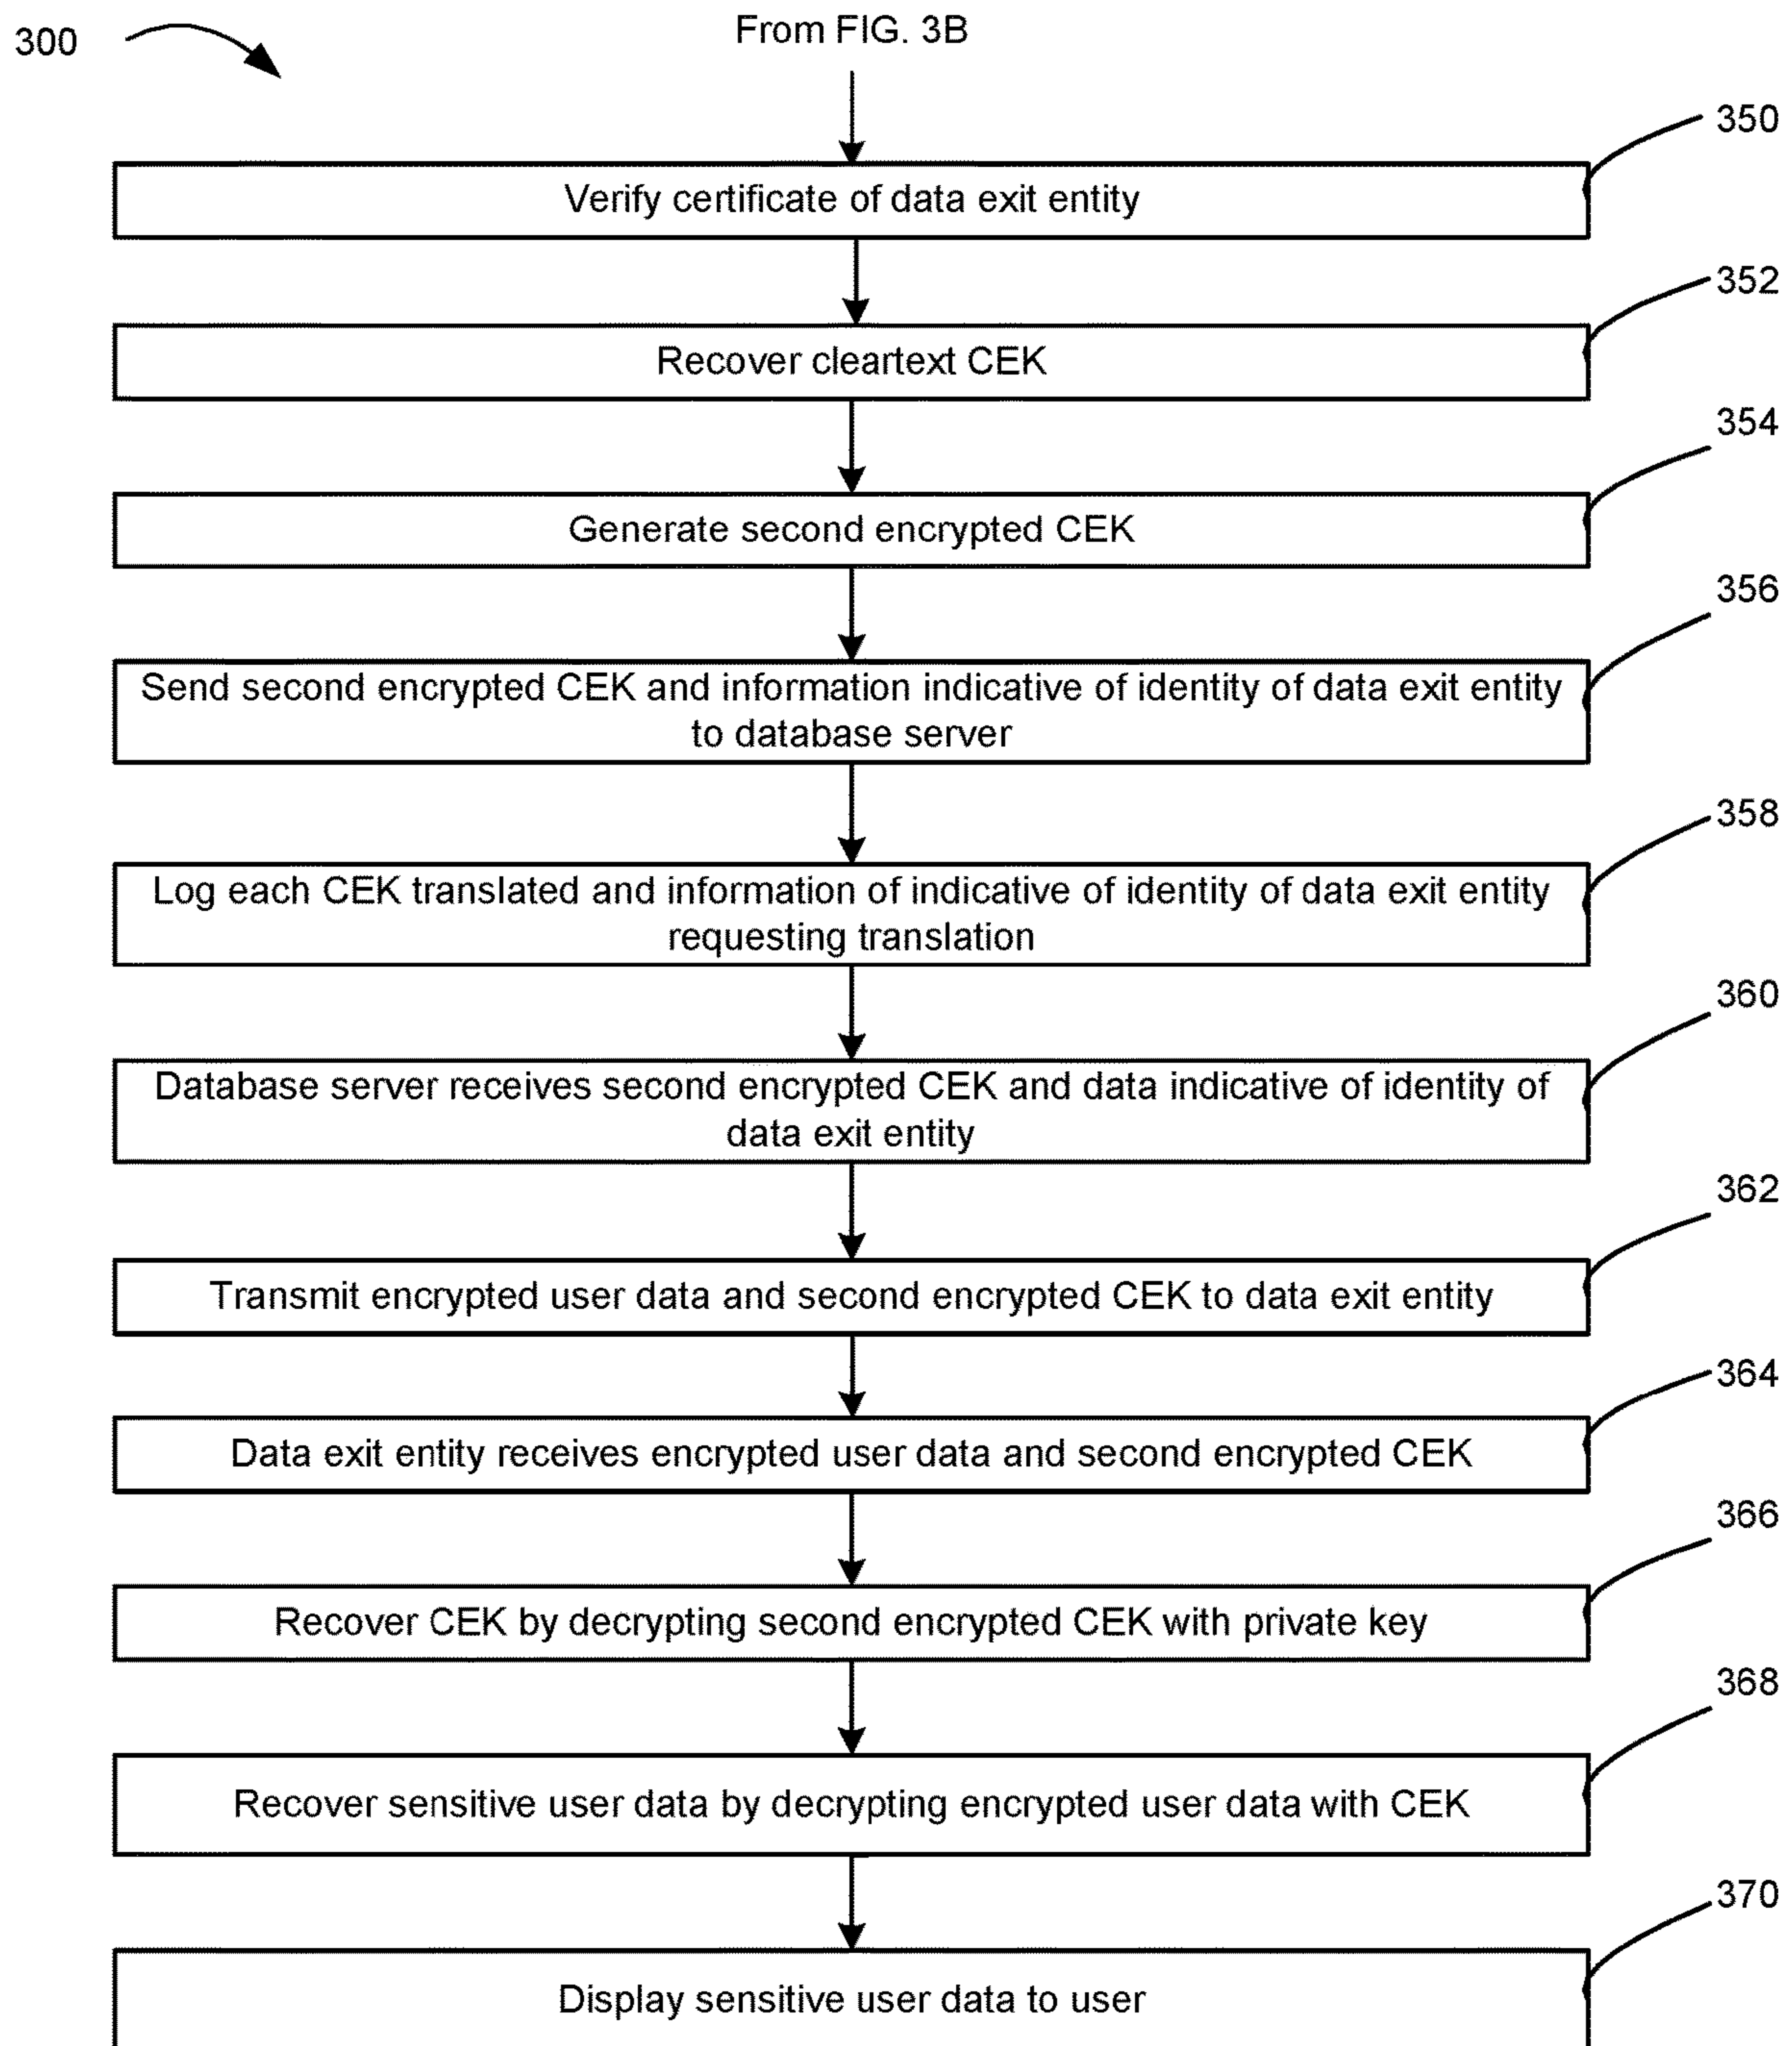 300
From FIG. 3B
350
Verify certificate of data exit entity
352
Recover cleartext CEK
354
Generate second encrypted CEK
356
Send second encrypted CEK and information indicative of identity of data exit entity
to database server
358
Log each CEK translated and information of indicative of identity of data exit entity
requesting translation
360
Database server receives second encrypted CEK and data indicative of identity of
data exit entity
362
Transmit encrypted user data and second encrypted CEK to data exit entity
364
Data exit entity receives encrypted user data and second encrypted CEK
366
Recover CEK by decrypting second encrypted CEK with private key
368
Recover sensitive user data by decrypting encrypted user data with CEK
370
Display sensitive user data to user